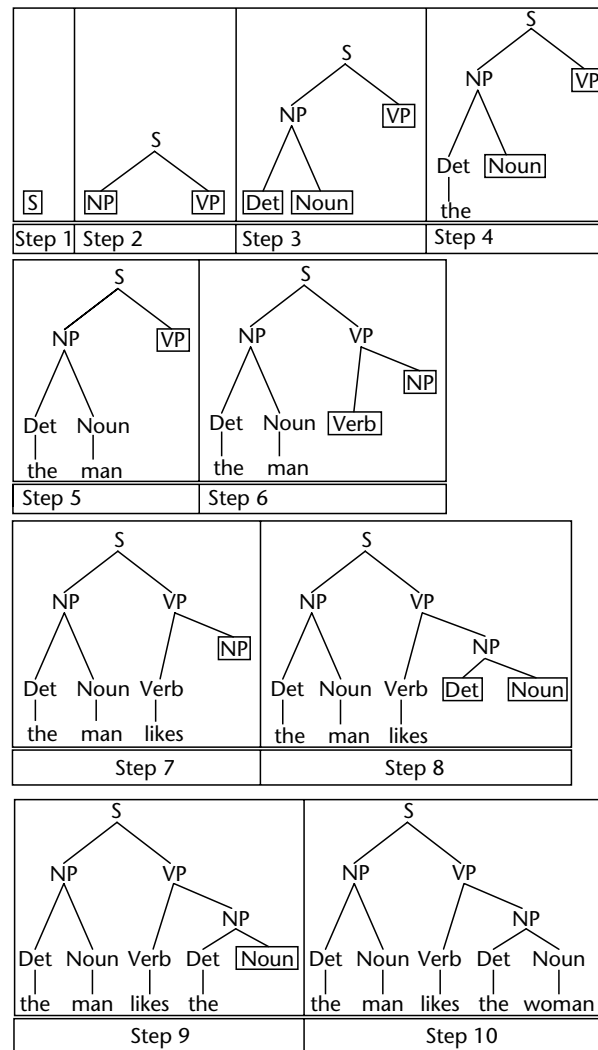 S
S
NP VP
Step 1 Step 2
S
NP VP
Det Noun
Step 3
S
NP VP
Det Noun
the
Step 4
S
NP VP
Det Noun
the man
Step 5
S
NP VP
NP
Det Noun Verb
the man
Step 6
S
NP VP
NP
Det Noun Verb
the man likes
Step 7
S
NP VP
NP
Det Noun
Det Noun Verb
the man likes
Step 8
S
NP VP
NP
Det Noun Verb Det Noun
the man likes the
Step 9
S
NP VP
NP
Det Noun Verb Det Noun
the man likes the woman
Step 10